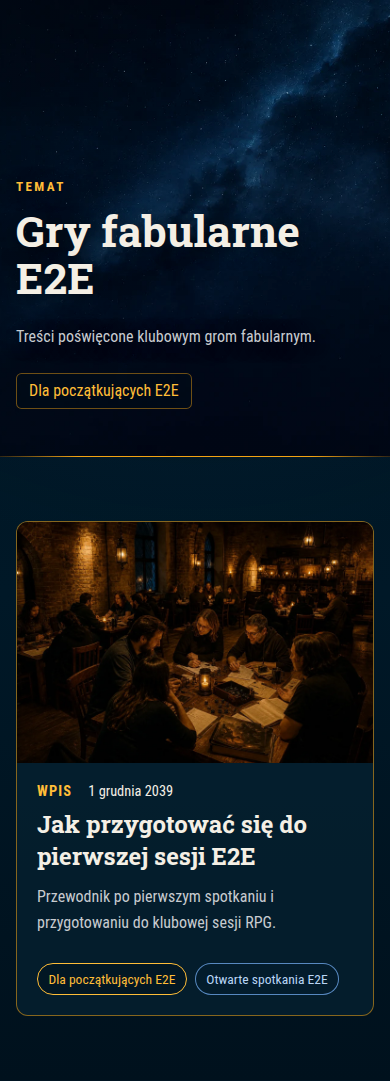 TEMAT
Gry fabularne
E2E
Treści poświęcone klubowym grom fabularnym.
Dla początkujących E2E
WPIS 1 grudnia 2039
Jak przygotować się do
pierwszej sesji E2E
Przewodnik po pierwszym spotkaniu i
przygotowaniu do klubowej sesji RPG.
Dla początkujących E2E Otwarte spotkania E2E